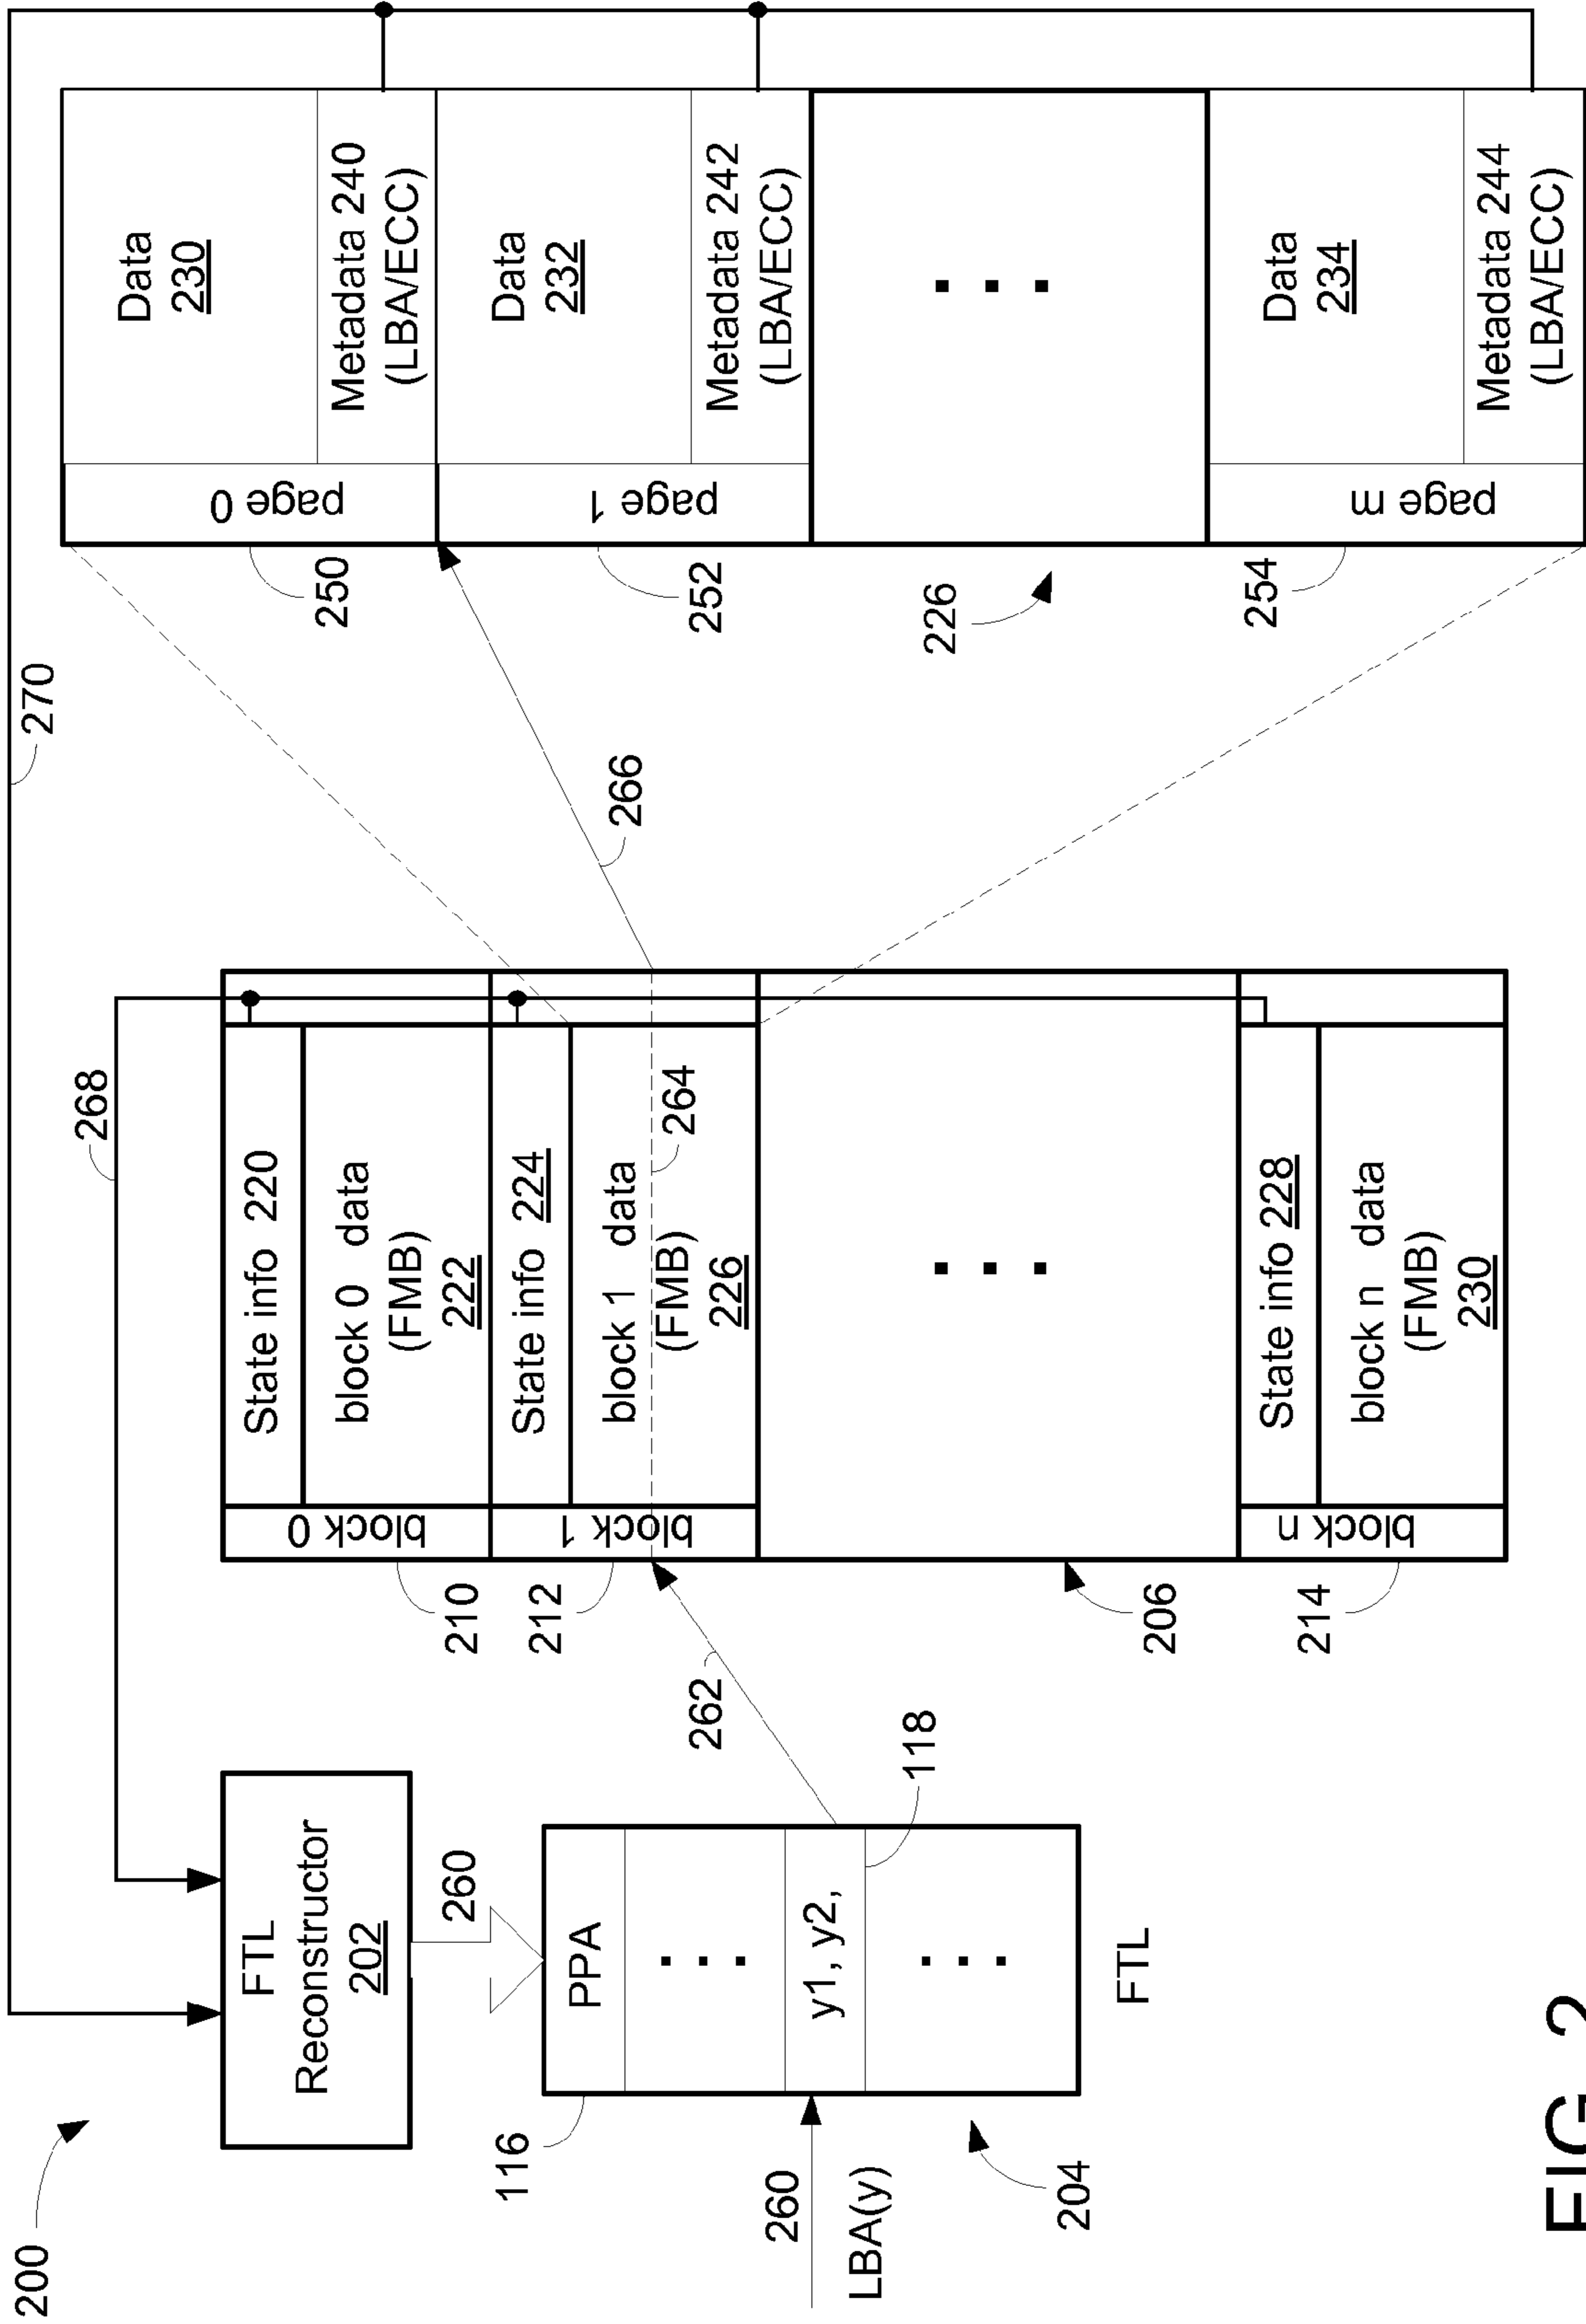 200
270
268
FTL
Reconstructor
202
260
116
PPA
. . .
y1, y2,
. . .
118
260
LBA(y)
204
FTL
262
210
212
206
214
block 0
State info 220
block 0 data
(FMB)
222
block 1
State info 224
block 1 data
(FMB)
226
264
. . .
block n
State info 228
block n data
(FMB)
230
266
250
252
226
254
page 0
Data
230
Metadata 240
(LBA/ECC)
page 1
Data
232
Metadata 242
(LBA/ECC)
. . .
page m
Data
234
Metadata 244
(LBA/ECC)
FIG. 2